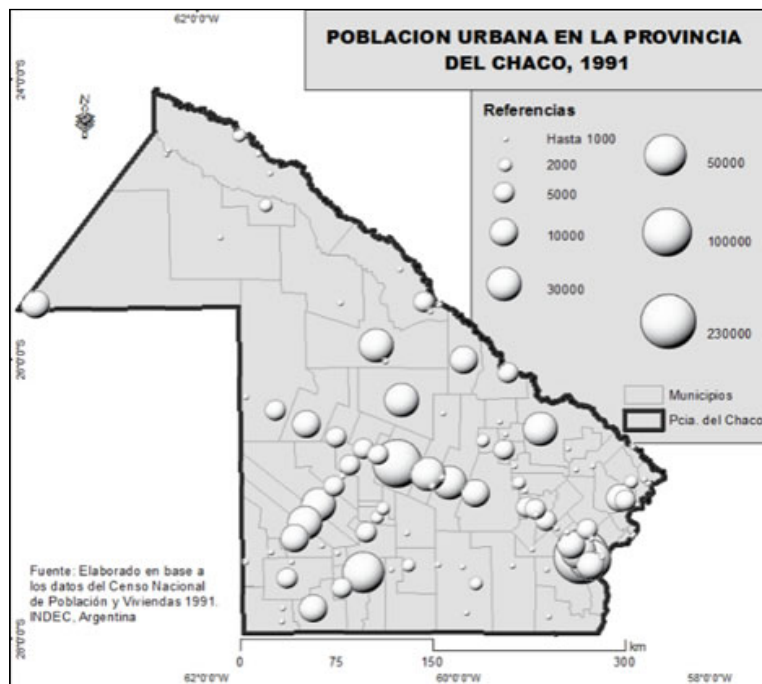 62°0'0"W
POBLACION URBANA EN LA PROVINCIA
DEL CHACO, 1991
24°0'0"S
26°0'0"S
28°0'0"S
Referencias
Hasta 1000
2000
5000
10000
30000
50000
100000
230000
Municipios
Pcia. del Chaco
Fuente: Elaborado en base a
los datos del Censo Nacional
de Población y Viviendas 1991.
INDEC, Argentina
km
0 75 150 300
62°0'0"W 60°0'0"W 58°0'0"W